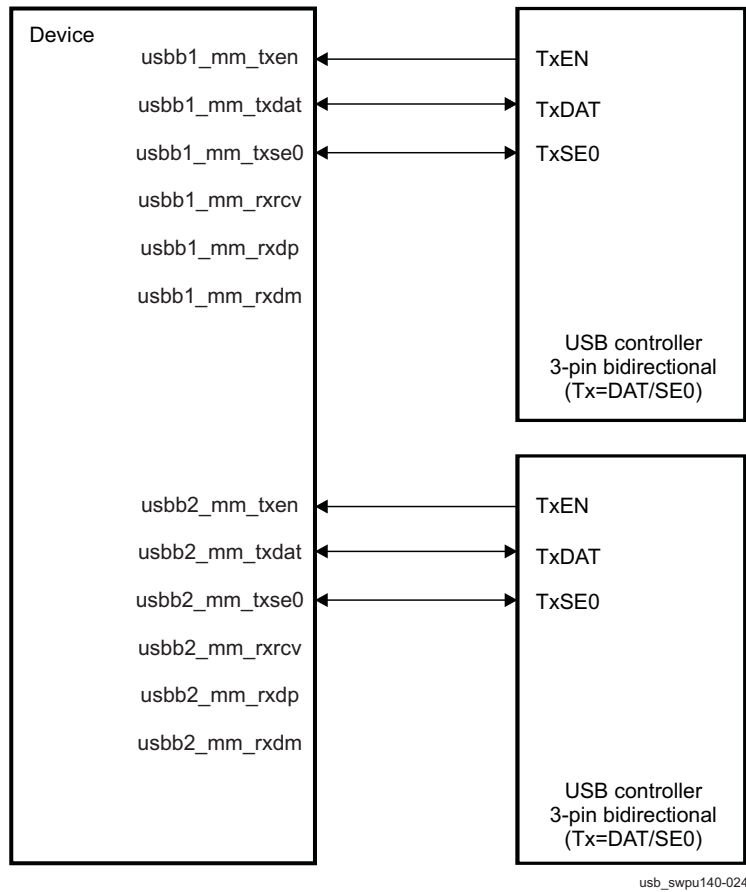 Device
usbb1_mm_txen
usbb1_mm_txdat
usbb1_mm_txse0
usbb1_mm_rxrcv
usbb1_mm_rxdp
usbb1_mm_rxdm
TxEN
TxDAT
TxSE0
USB controller
3-pin bidirectional
(Tx=DAT/SE0)
usbb2_mm_txen
usbb2_mm_txdat
usbb2_mm_txse0
usbb2_mm_rxrcv
usbb2_mm_rxdp
usbb2_mm_rxdm
TxEN
TxDAT
TxSE0
USB controller
3-pin bidirectional
(Tx=DAT/SE0)
usb_swpu140-024